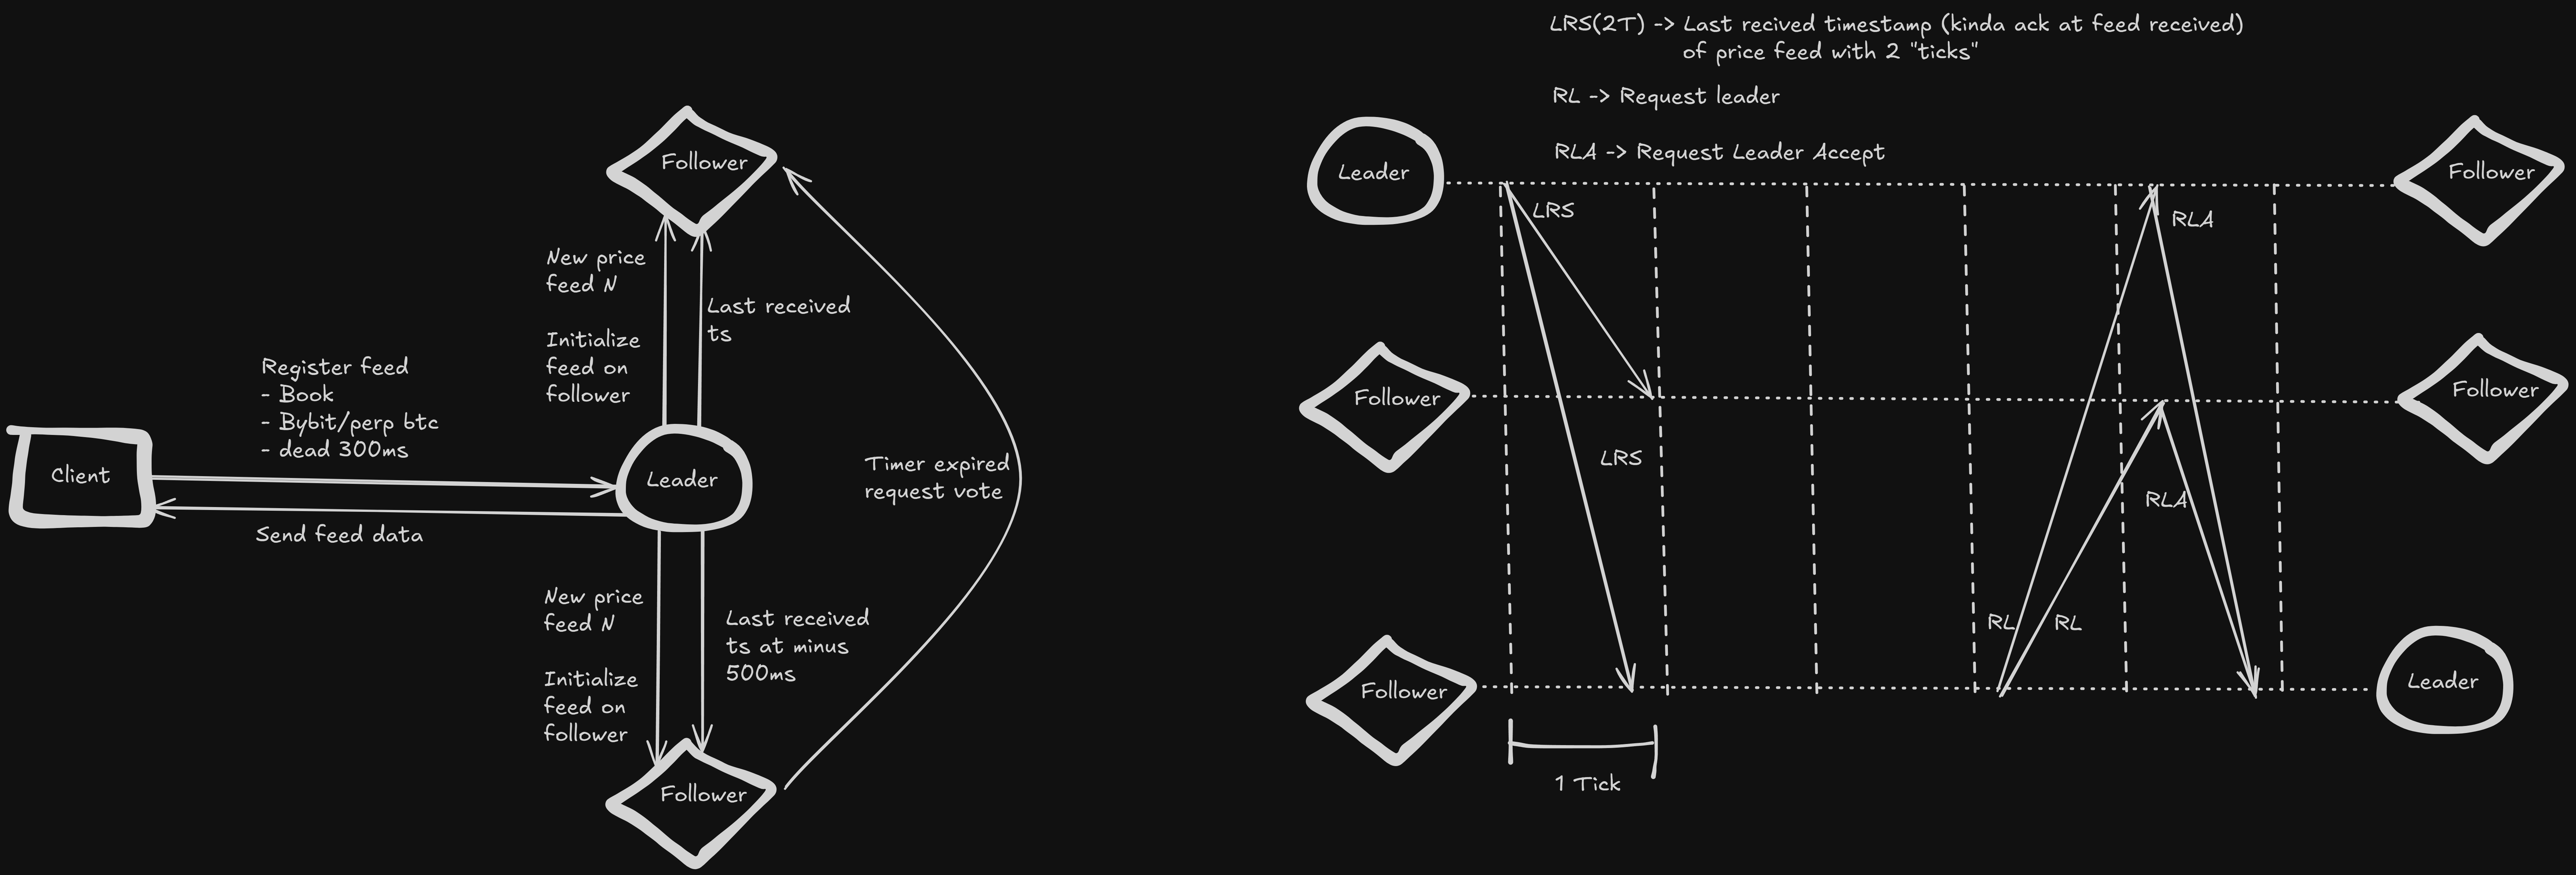 Follower
New price
feed N
Last received
ts
Initialize
feed on
follower
Register feed
- Book
- Bybit/perp btc
- dead 300ms
Client
Leader
Send feed data
Timer expired
request vote
New price
feed N
Last received
ts at minus
500ms
Initialize
feed on
follower
Follower
LRS(2T) -> Last recived timestamp (kinda ack at feed received)
of price feed with 2 "ticks"
RL -> Request leader
RLA -> Request Leader Accept
Leader
Follower
LRS
RLA
Follower
Follower
LRS
RLA
RL
RL
Follower
Leader
1 Tick